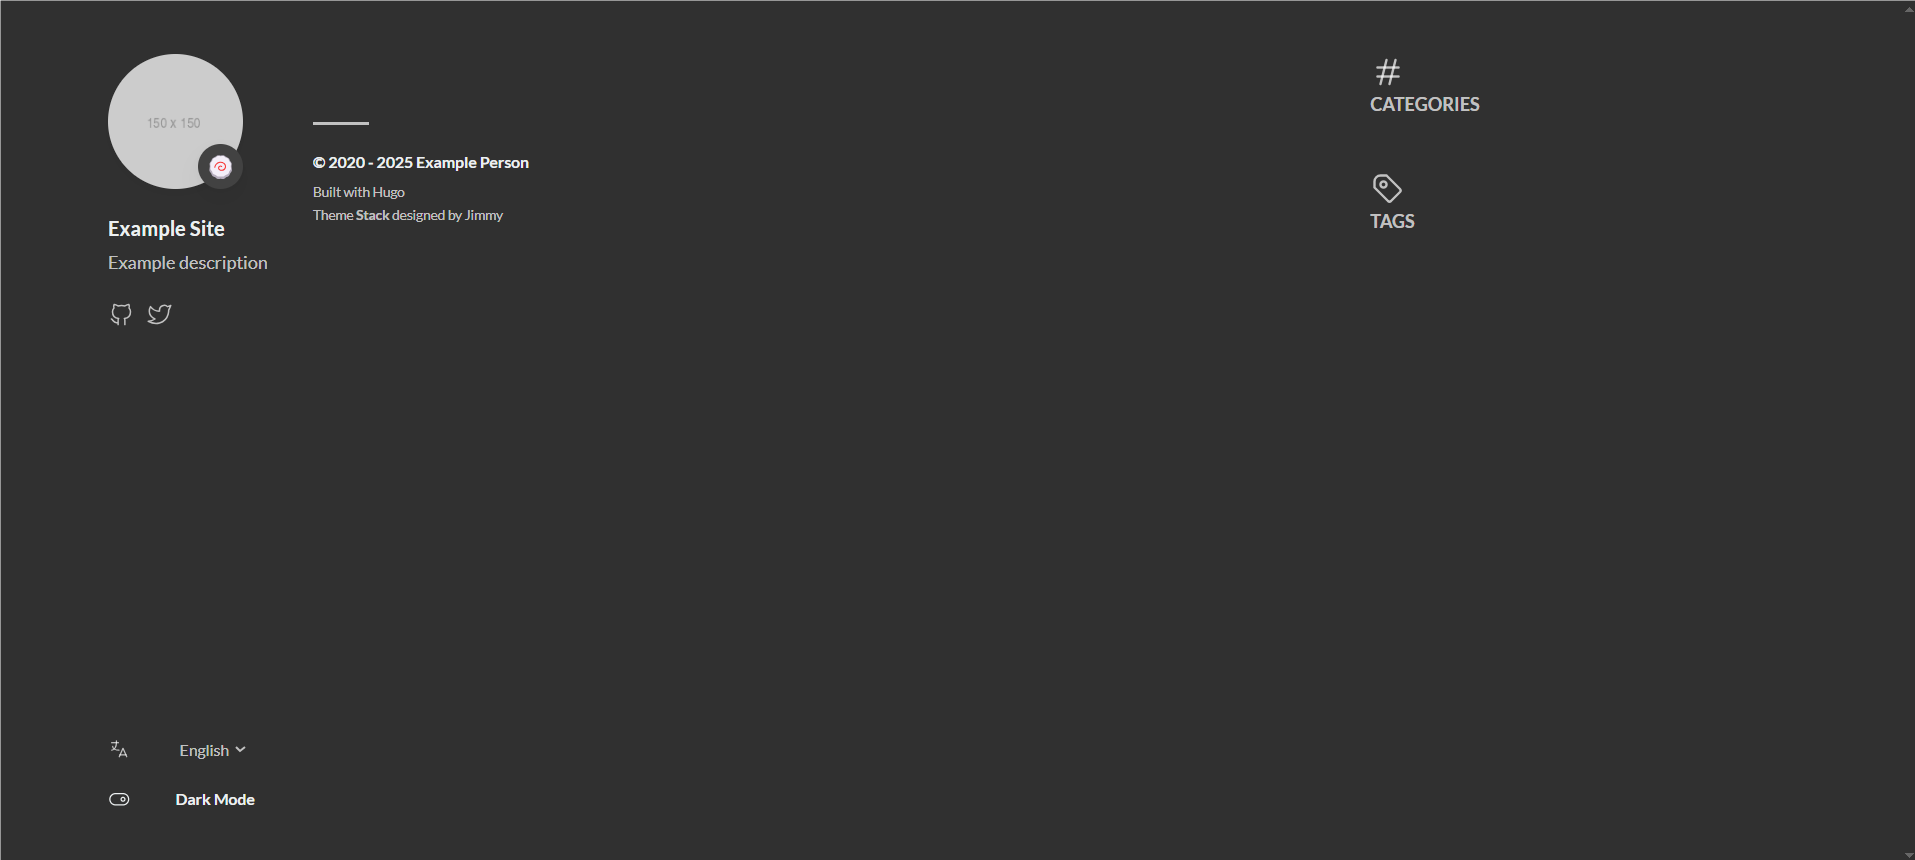 150 x 150
Example Site
Example description
© 2020 - 2025 Example Person
Built with Hugo
Theme Stack designed by Jimmy
CATEGORIES
TAGS
English
Dark Mode